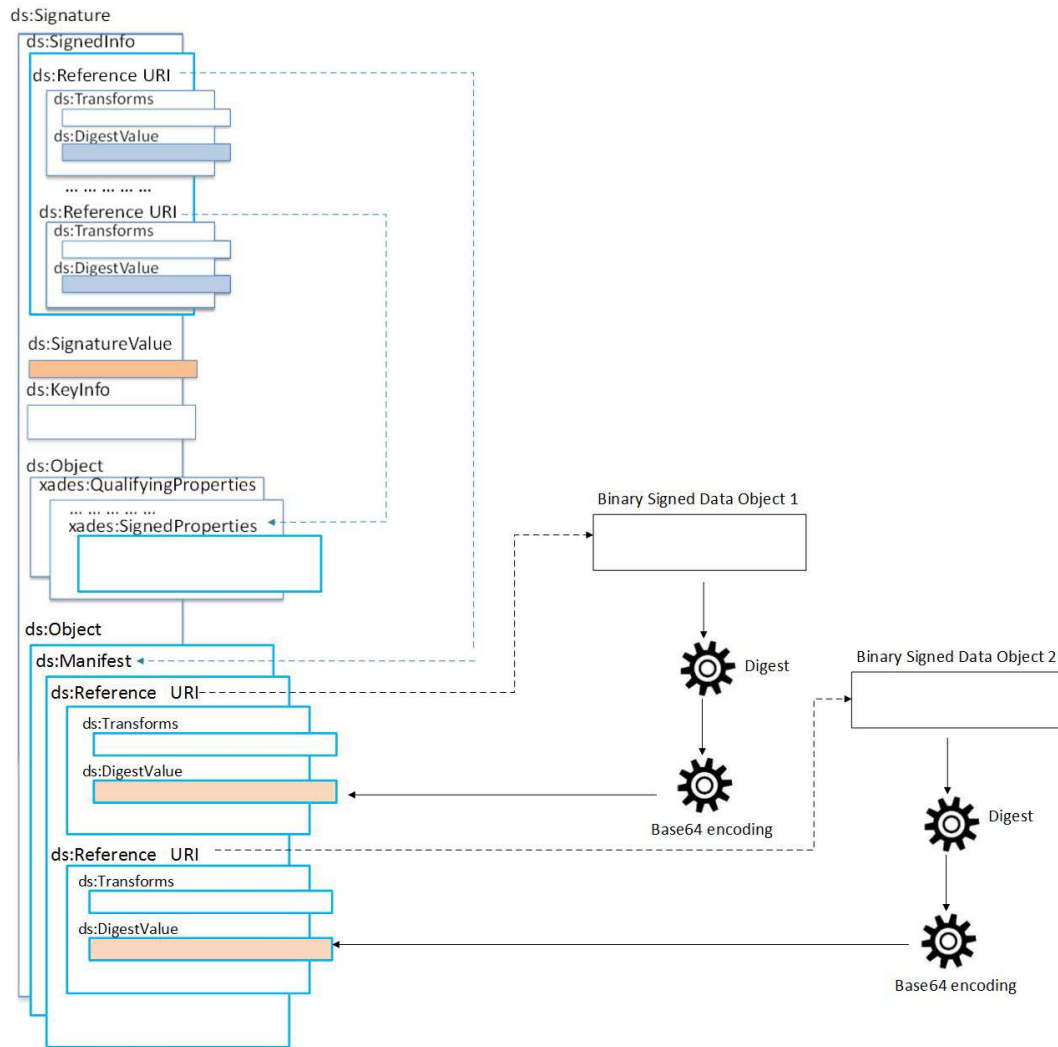 ds:Signature
ds:SignedInfo
ds:Reference URI
ds:Transforms
ds:DigestValue
... ... ... ... ...
ds:Reference URI
ds:Transforms
ds:DigestValue
ds:SignatureValue
ds:KeyInfo
ds:Object
xades:QualifyingProperties
... ... ... ... ...
xades:SignedProperties
ds:Object
ds:Manifest
ds:Reference URI
ds:Transforms
ds:DigestValue
ds:Reference URI
ds:Transforms
ds:DigestValue
Binary Signed Data Object 1
Digest
Base64 encoding
Binary Signed Data Object 2
Digest
Base64 encoding